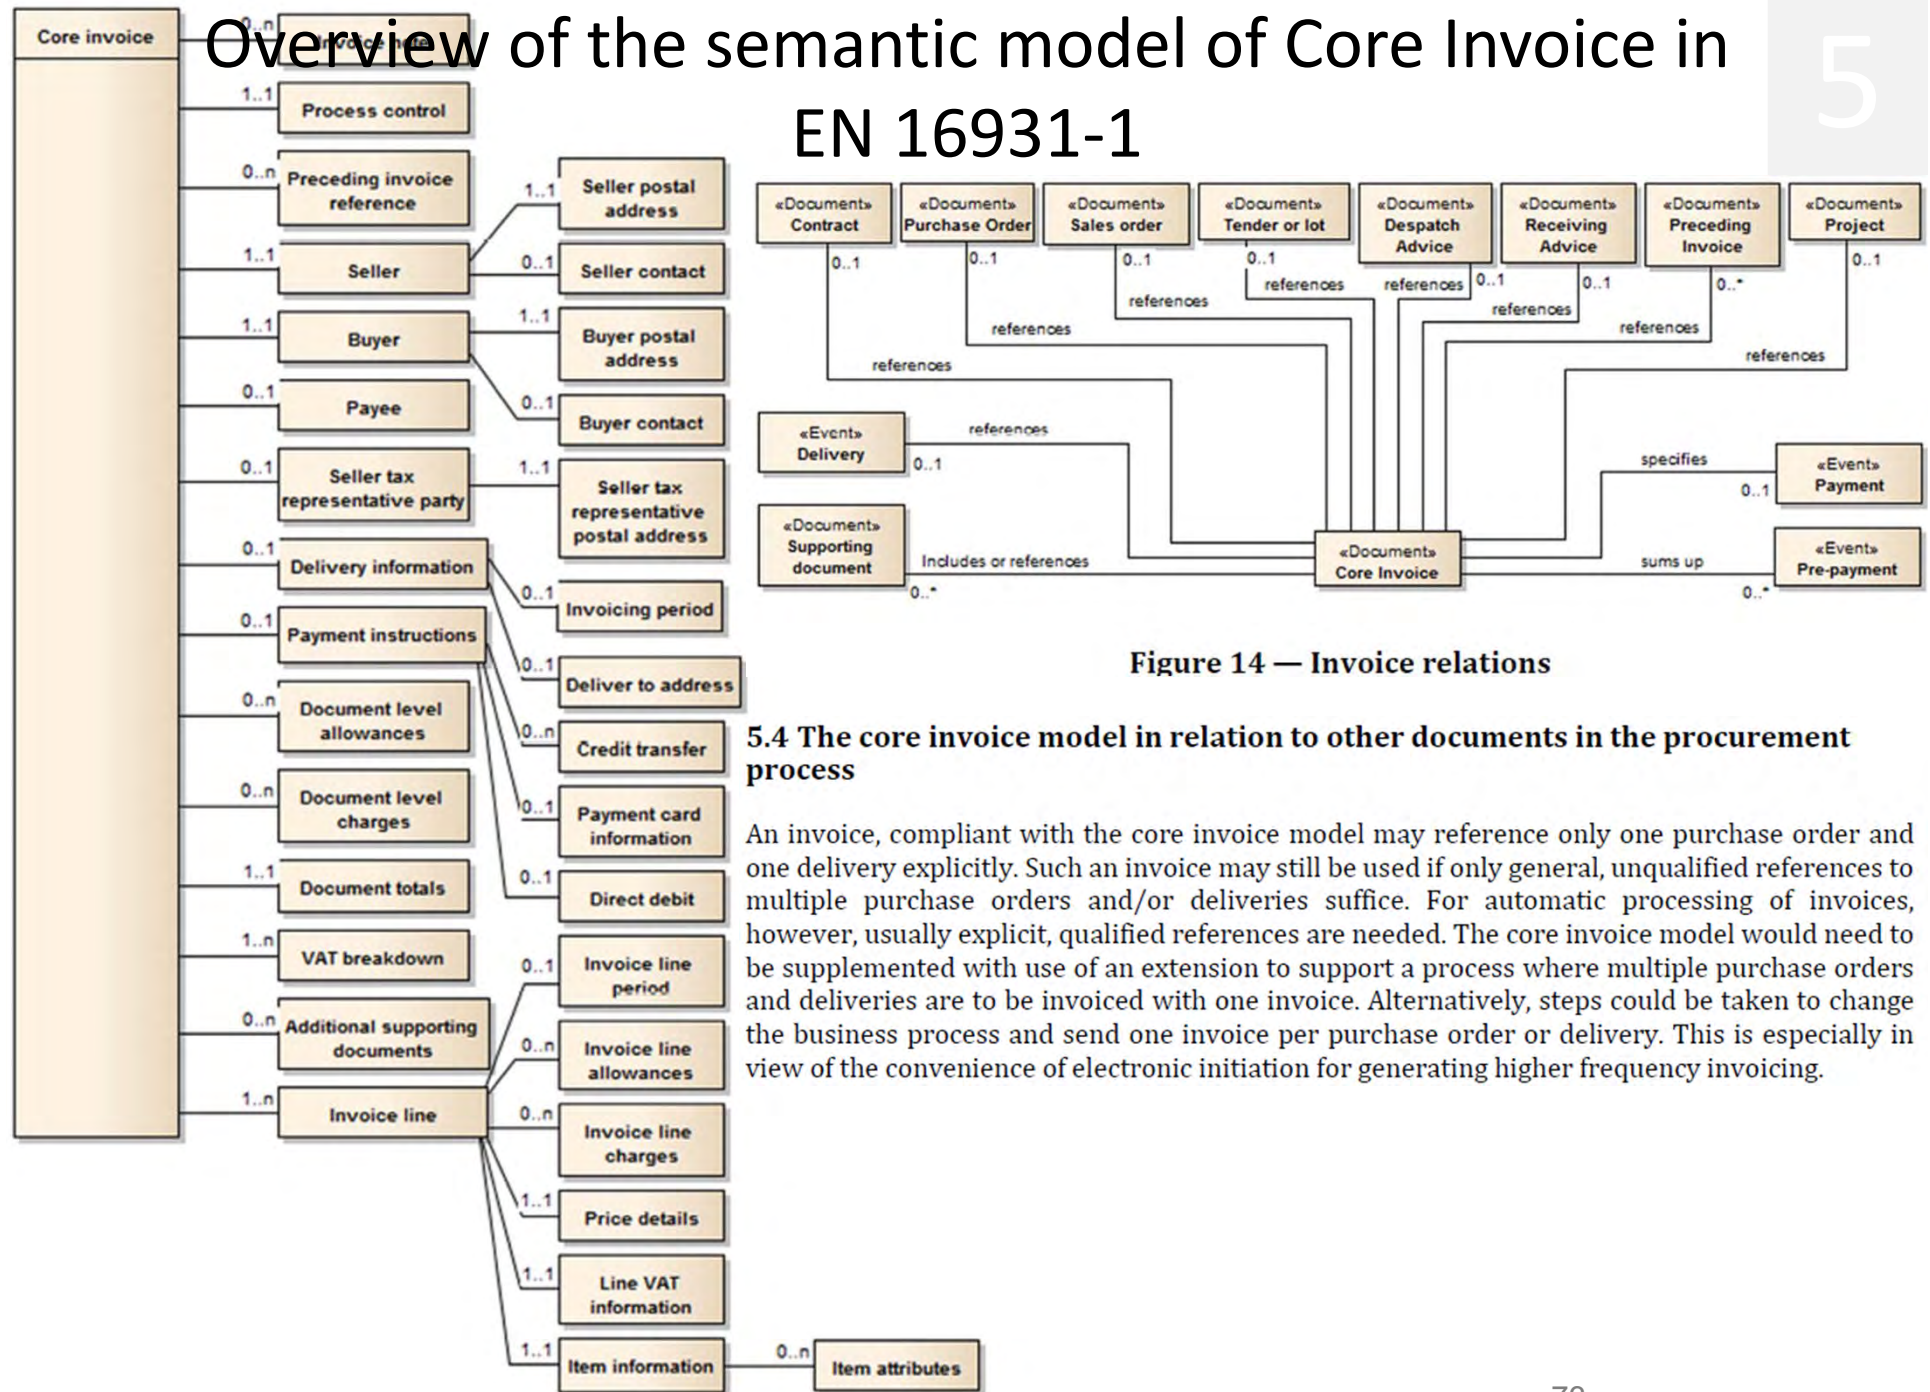 Overview of the semantic model of Core Invoice in
EN 16931-1
5
Core invoice
0..n
Invoice note
1..1
Process control
0..n
Preceding invoice
reference
1..1
Seller
1..1
Seller postal
address
0..1
Seller contact
1..1
Buyer
1..1
Buyer postal
address
0..1
Buyer contact
0..1
Payee
0..1
Seller tax
representative party
1..1
Seller tax
representative
postal address
0..1
Delivery information
0..1
Invoicing period
0..1
Deliver to address
0..1
Payment instructions
0..n
Credit transfer
0..1
Payment card
information
0..1
Direct debit
0..n
Document level
allowances
0..n
Document level
charges
1..1
Document totals
1..n
VAT breakdown
0..n
Additional supporting
documents
1..n
Invoice line
0..1
Invoice line
period
0..n
Invoice line
allowances
0..n
Invoice line
charges
1..1
Price details
1..1
Line VAT
information
1..1
Item information
0..n
Item attributes
«Document»
Contract
0..1
references
«Document»
Purchase Order
0..1
references
«Document»
Sales order
0..1
references
«Document»
Tender or lot
0..1
references
«Document»
Despatch
Advice
0..1
references
«Document»
Receiving
Advice
0..1
references
«Document»
Preceding
Invoice
0..*
references
«Document»
Project
0..1
references
«Event»
Delivery
references
0..1
«Document»
Supporting
document
Includes or references
0..*
«Document»
Core Invoice
specifies
0..1
«Event»
Payment
sums up
0..*
«Event»
Pre-payment
Figure 14 — Invoice relations
5.4 The core invoice model in relation to other documents in the procurement
process
An invoice, compliant with the core invoice model may reference only one purchase order and
one delivery explicitly. Such an invoice may still be used if only general, unqualified references to
multiple purchase orders and/or deliveries suffice. For automatic processing of invoices,
however, usually explicit, qualified references are needed. The core invoice model would need to
be supplemented with use of an extension to support a process where multiple purchase orders
and deliveries are to be invoiced with one invoice. Alternatively, steps could be taken to change
the business process and send one invoice per purchase order or delivery. This is especially in
view of the convenience of electronic initiation for generating higher frequency invoicing.